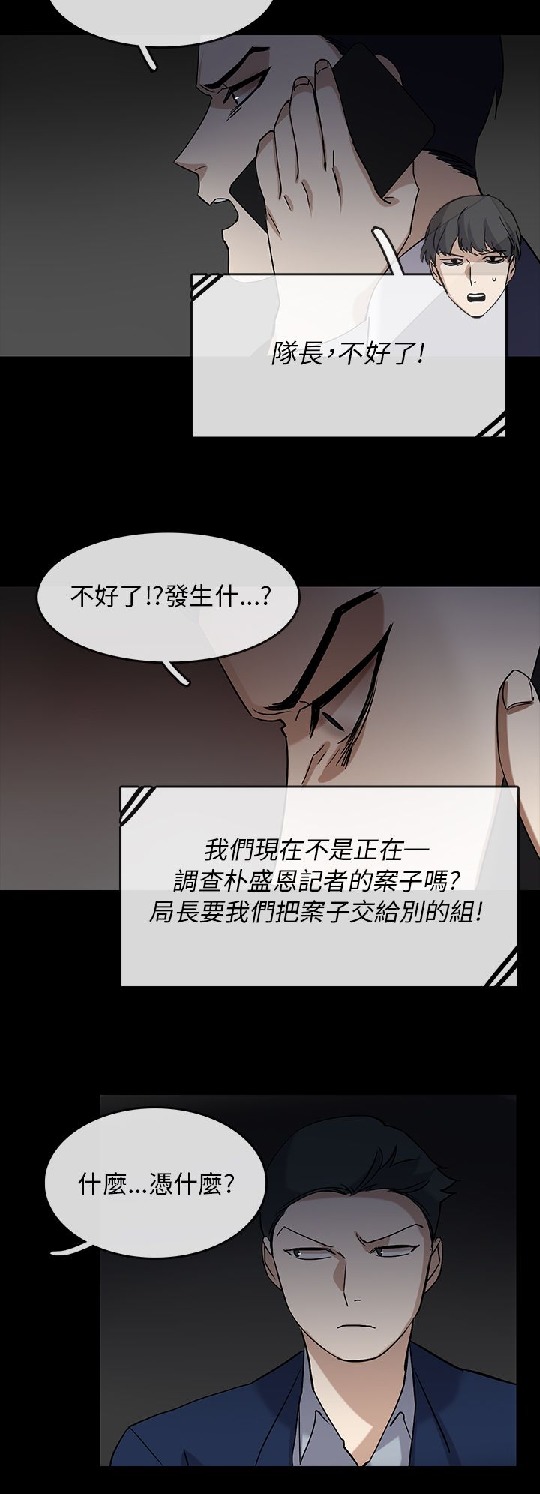 隊長，不好了!
不好了!?發生什...?
我們現在不是正在—
調查朴盛恩記者的案子嗎?
局長要我們把案子交給別的組!
什麼...憑什麼?